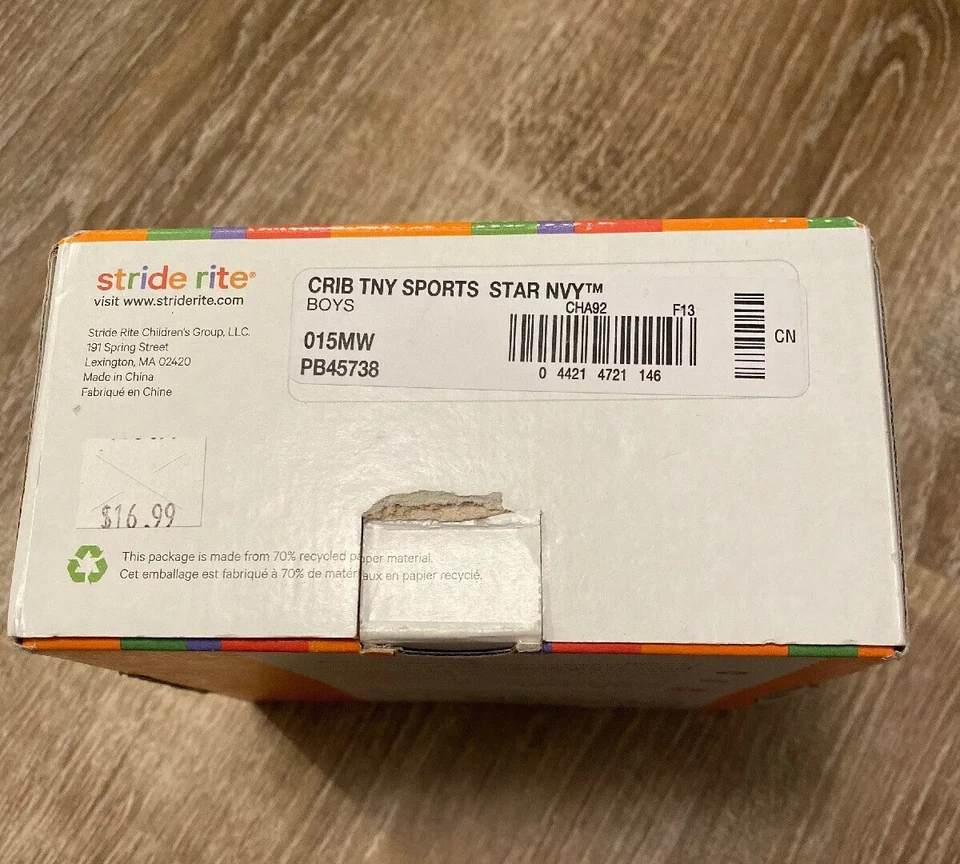 stride rite®
visit www.striderite.com
Stride Rite Children's Group, LLC.
191 Spring Street
Lexington, MA 02420
Made in China
Fabriqué en Chine
CRIB TNY SPORTS STAR NVY™
BOYS
CHA92 F13
015MW
PB45738
0 4421 4721 146
CN
$16.99
This package is made from 70% recycled paper material.
Cet emballage est fabriqué à 70% de matériaux en papier recyclé.